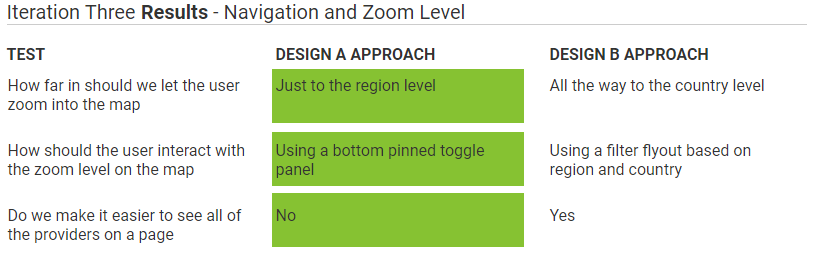 Iteration Three Results - Navigation and Zoom Level
TEST
DESIGN A APPROACH
DESIGN B APPROACH
How far in should we let the user
zoom into the map
Just to the region level
All the way to the country level
How should the user interact with
the zoom level on the map
Using a bottom pinned toggle
panel
Using a filter flyout based on
region and country
Do we make it easier to see all of
the providers on a page
No
Yes